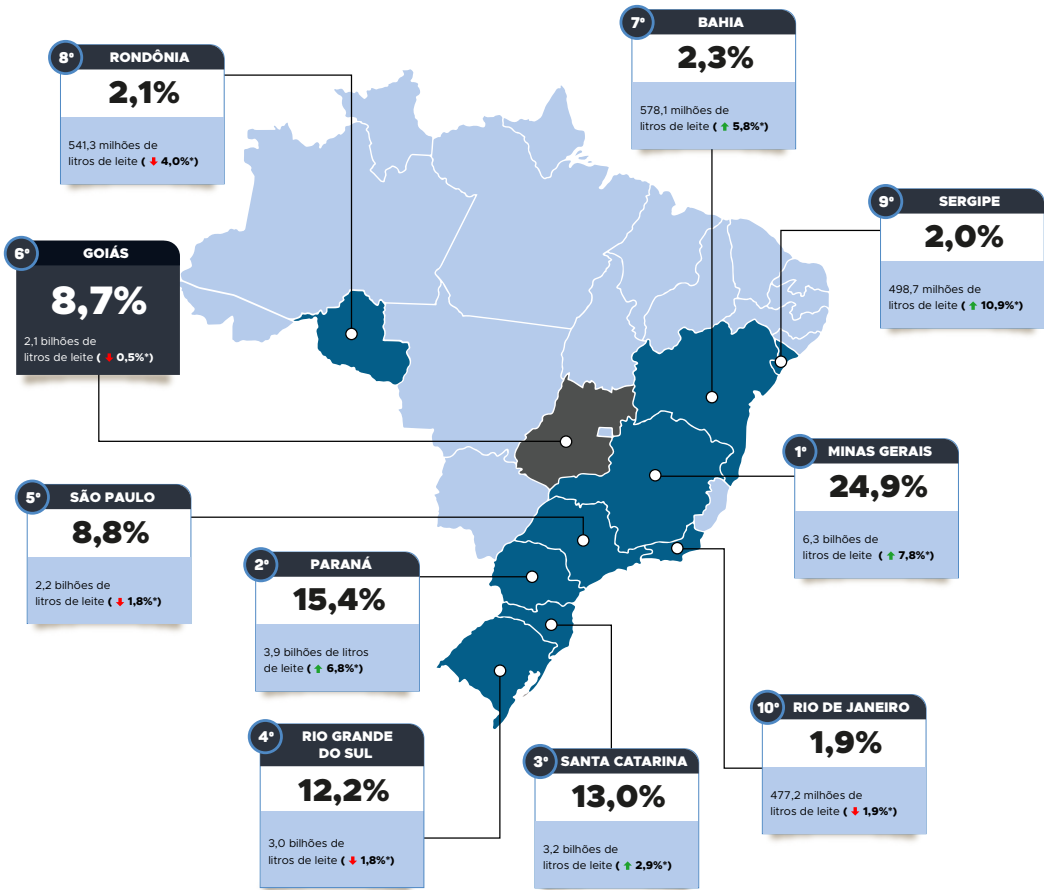 7º BAHIA
2,3%
578,1 milhões de
litros de leite ( ⬆ 5,8%*)
8º RONDÔNIA
2,1%
541,3 milhões de
litros de leite ( ⬇ 4,0%*)
9º SERGIPE
2,0%
498,7 milhões de
litros de leite ( ⬆ 10,9%*)
6º GOIÁS
8,7%
2,1 bilhões de
litros de leite ( ⬇ 0,5%*)
1º MINAS GERAIS
24,9%
6,3 bilhões de
litros de leite ( ⬆ 7,8%*)
5º SÃO PAULO
8,8%
2,2 bilhões de
litros de leite ( ⬇ 1,8%*)
2º PARANÁ
15,4%
3,9 bilhões de litros
de leite ( ⬆ 6,8%*)
10º RIO DE JANEIRO
1,9%
477,2 milhões de
litros de leite ( ⬇ 1,9%*)
4º RIO GRANDE
DO SUL
12,2%
3,0 bilhões de
litros de leite ( ⬇ 1,8%*)
3º SANTA CATARINA
13,0%
3,2 bilhões de
litros de leite ( ⬆ 2,9%*)